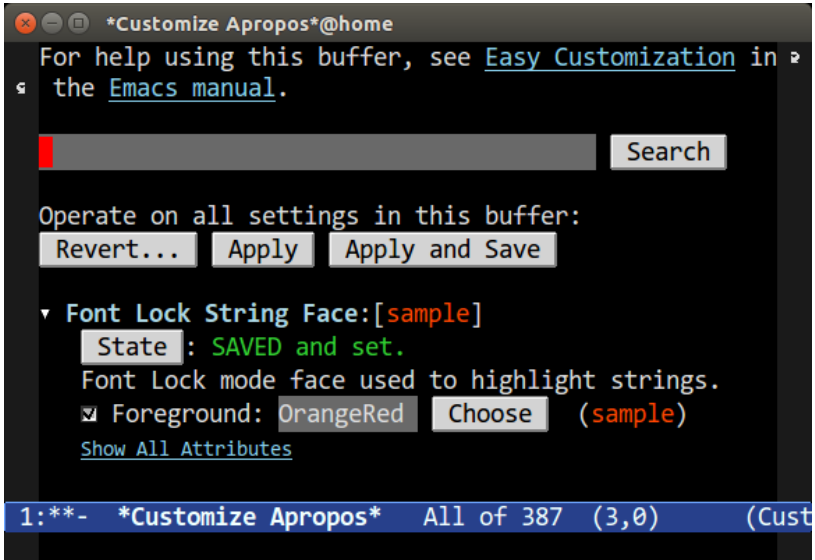 *Customize Apropos*@home
For help using this buffer, see Easy Customization in
the Emacs manual.
Search
Operate on all settings in this buffer:
Revert... Apply Apply and Save
Font Lock String Face:[sample]
State : SAVED and set.
Font Lock mode face used to highlight strings.
Foreground: OrangeRed Choose (sample)
Show All Attributes
1:**- *Customize Apropos* All of 387 (3,0) (Cust